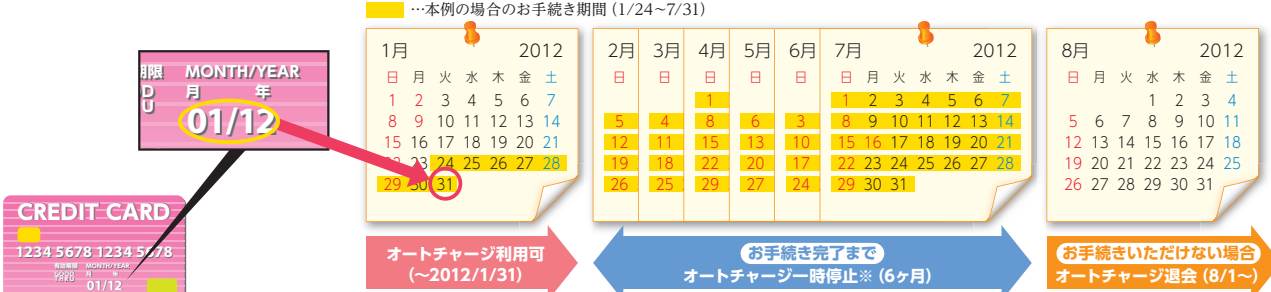 …本例の場合のお手続き期間（1/24～7/31）
期限 MONTH/YEAR
月 年
01/12
CREDIT CARD
1234 5678 1234 5678
有効期限 MONTH/YEAR
GOOD THRU 月 年
01/12
1月 2012
日 月 火 水 木 金 土
1 2 3 4 5 6 7
8 9 10 11 12 13 14
15 16 17 18 19 20 21
22 23 24 25 26 27 28
29 30 31
オートチャージ利用可
（～2012/1/31）
2月 3月 4月 5月 6月
日 日 日 日 日
1
5 4 8 6 3
12 11 15 13 10
19 18 22 20 17
26 25 29 27 24
7月 2012
日 月 火 水 木 金 土
1 2 3 4 5 6 7
8 9 10 11 12 13 14
15 16 17 18 19 20 21
22 23 24 25 26 27 28
29 30 31
お手続き完了まで
オートチャージ一時停止※（6ヶ月）
8月 2012
日 月 火 水 木 金 土
1 2 3 4
5 6 7 8 9 10 11
12 13 14 15 16 17 18
19 20 21 22 23 24 25
26 27 28 29 30 31
お手続きいただけない場合
オートチャージ退会（8/1～）